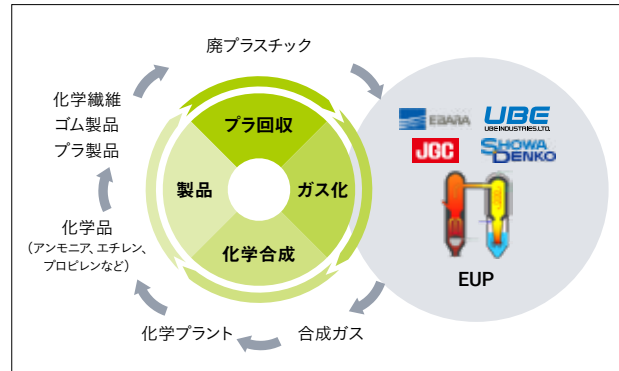 廃プラスチック
化学繊維
ゴム製品
プラ製品
プラ回収
製品
ガス化
化学合成
化学品
(アンモニア、エチレン、
プロピレンなど)
化学プラント
合成ガス
EBARA
UBE
UBE INDUSTRIES,LTD.
JGC
SHOWA
DENKO
EUP